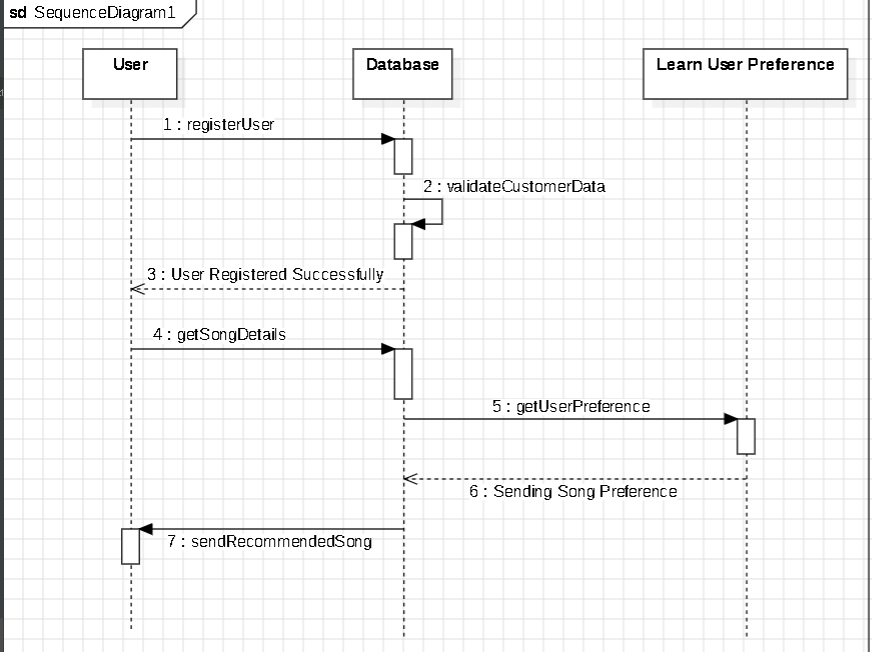 sd SequenceDiagram1
User
Database
Learn User Preference
1 : registerUser
2 : validateCustomerData
3 : User Registered Successfully
4 : getSongDetails
5 : getUserPreference
6 : Sending Song Preference
7 : sendRecommendedSong